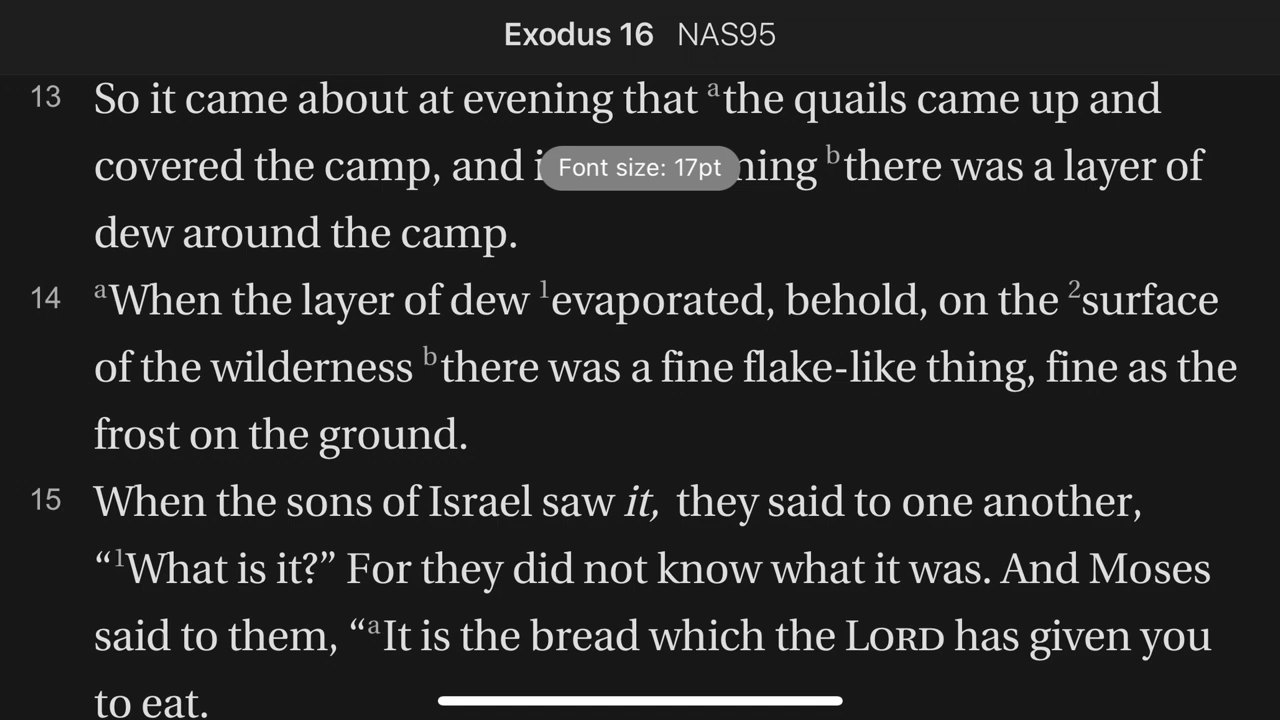 Exodus 16 NAS95
13 So it came about at evening that ᵃthe quails came up and
covered the camp, and Font size: 17pt ᵇthere was a layer of
dew around the camp.
14 ᵃWhen the layer of dew ¹evaporated, behold, on the ²surface
of the wilderness ᵇthere was a fine flake-like thing, fine as the
frost on the ground.
15 When the sons of Israel saw it, they said to one another,
“¹What is it?” For they did not know what it was. And Moses
said to them, “ᵃIt is the bread which the LORD has given you
to eat.